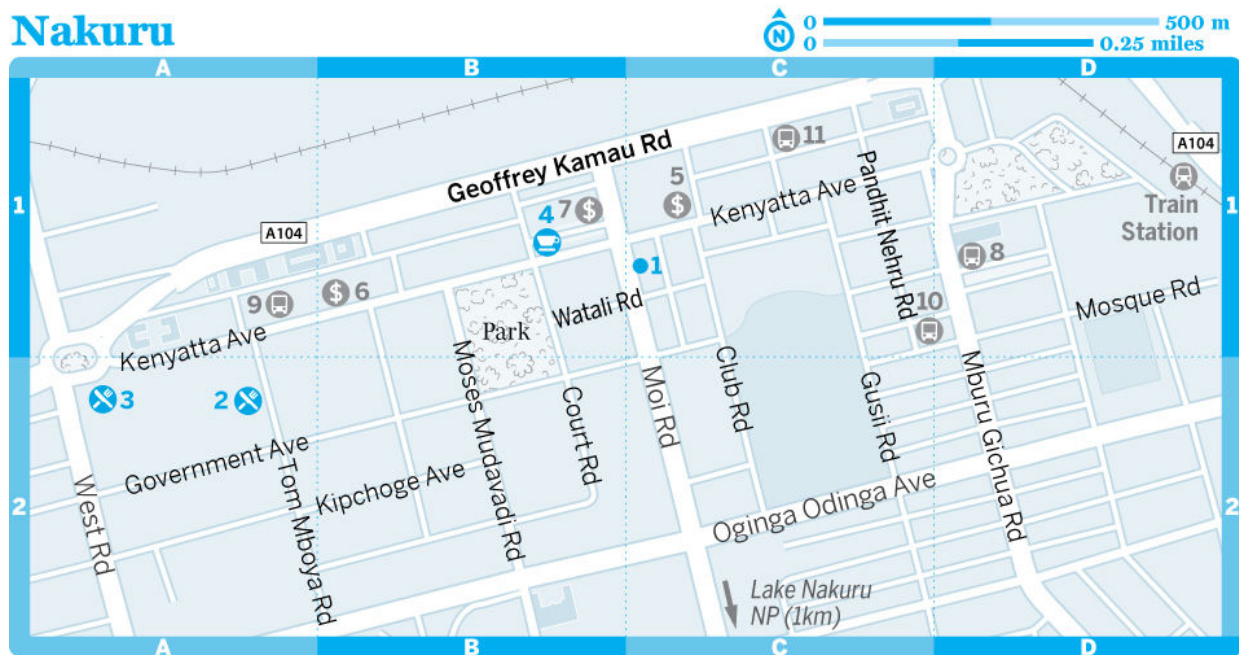 Nakuru
N
0 500 m
0 0.25 miles
A B C D
1
1
Geoffrey Kamau Rd
11
A104
A104
Train
Station
5
7
4
Kenyatta Ave
Pandhit Nehru Rd
8
1
9
6
10
Watali Rd
Park
Mosque Rd
Kenyatta Ave
3
2
Moses Mudavadi Rd
Court Rd
Moi Rd
Club Rd
Gusii Rd
Mburu Gichua Rd
Government Ave
Kipchoge Ave
Tom Mboya Rd
West Rd
2
2
Oginga Odinga Ave
Lake Nakuru
NP (1km)
A B C D